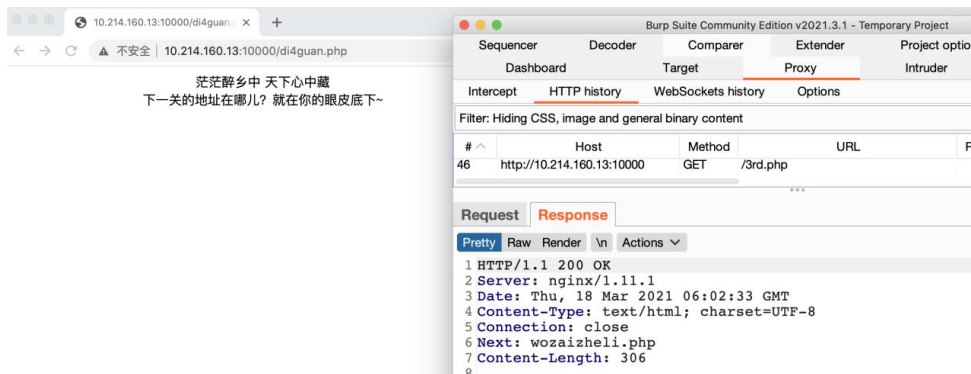 10.214.160.13:10000/di4guan.p
不安全 | 10.214.160.13:10000/di4guan.php
茫茫醉乡中 天下心中藏
下一关的地址在哪儿？就在你的眼皮底下~
Burp Suite Community Edition v2021.3.1 - Temporary Project
Sequencer Decoder Comparer Extender Project optio
Dashboard Target Proxy Intruder
Intercept HTTP history WebSockets history Options
Filter: Hiding CSS, image and general binary content
# Host Method URL P
46 http://10.214.160.13:10000 GET /3rd.php
Request Response
Pretty Raw Render \n Actions
1 HTTP/1.1 200 OK
2 Server: nginx/1.11.1
3 Date: Thu, 18 Mar 2021 06:02:33 GMT
4 Content-Type: text/html; charset=UTF-8
5 Connection: close
6 Next: wozaizheli.php
7 Content-Length: 306
8